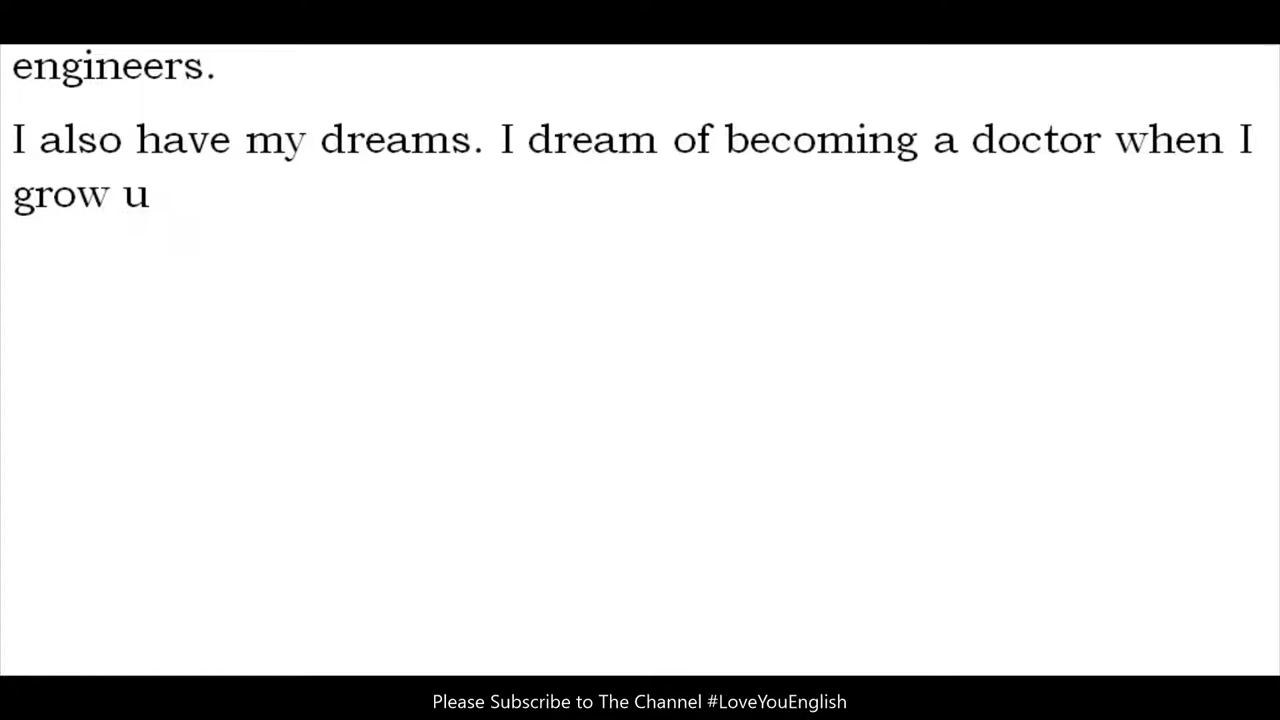 engineers.
I also have my dreams. I dream of becoming a doctor when I
grow u
Please Subscribe to The Channel #LoveYouEnglish